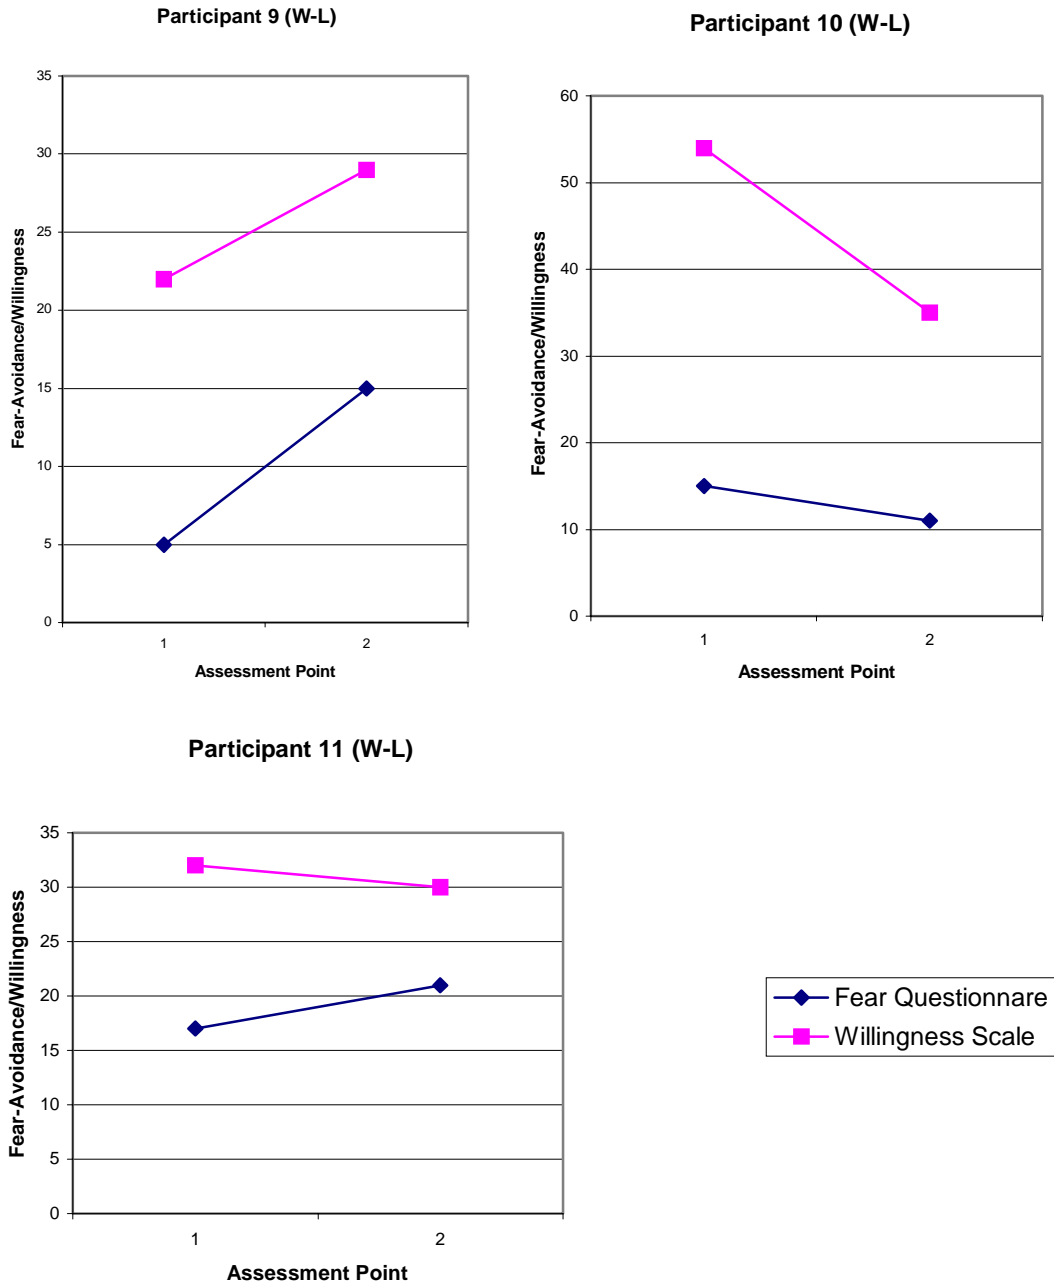 Participant 9 (W-L)
35
30
25
20
15
10
5
0
1
2
Fear-Avoidance/Willingness
Assessment Point
Participant 10 (W-L)
60
50
40
30
20
10
0
1
2
Fear-Avoidance/Willingness
Assessment Point
Participant 11 (W-L)
35
30
25
20
15
10
5
0
1
2
Fear-Avoidance/Willingness
Assessment Point
Fear Questionnare
Willingness Scale